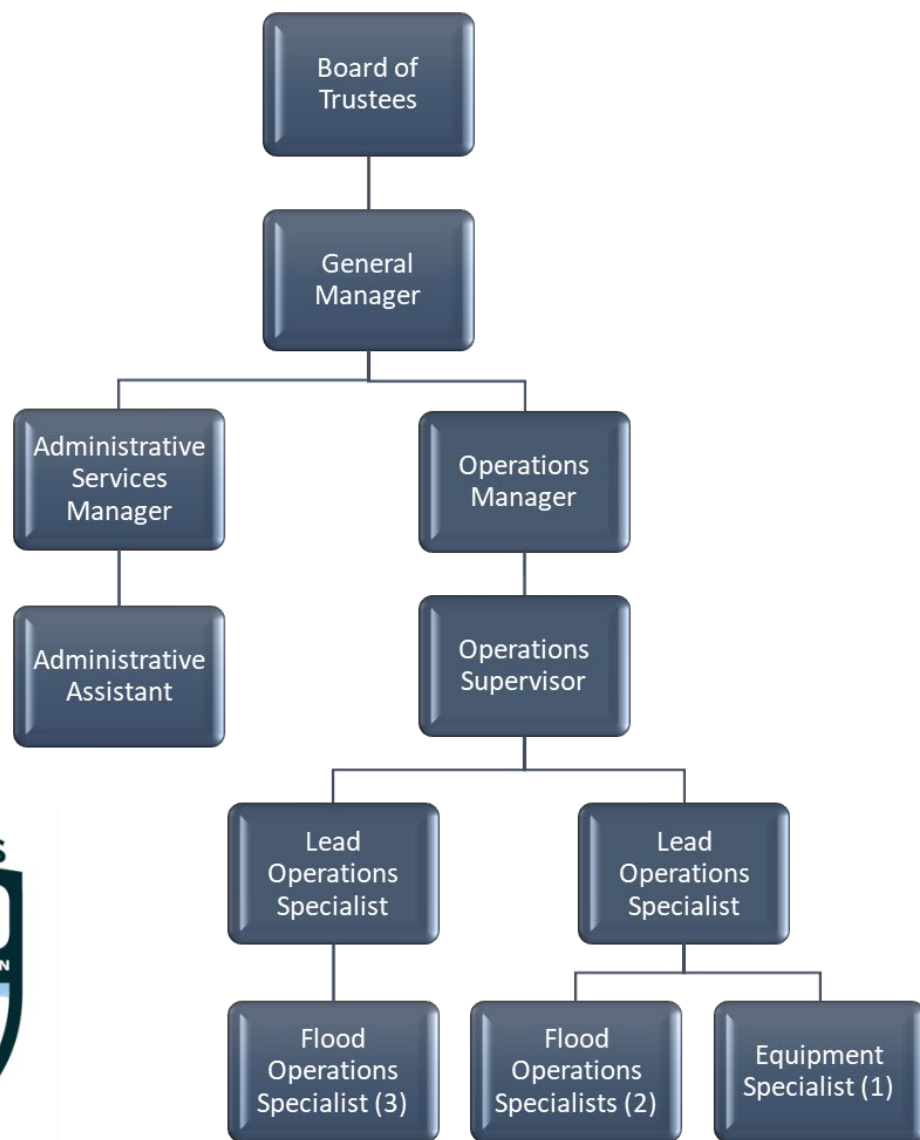 Board of
Trustees
General
Manager
Administrative
Services
Manager
Operations
Manager
Administrative
Assistant
Operations
Supervisor
Lead
Operations
Specialist
Lead
Operations
Specialist
Flood
Operations
Specialist (3)
Flood
Operations
Specialists (2)
Equipment
Specialist (1)